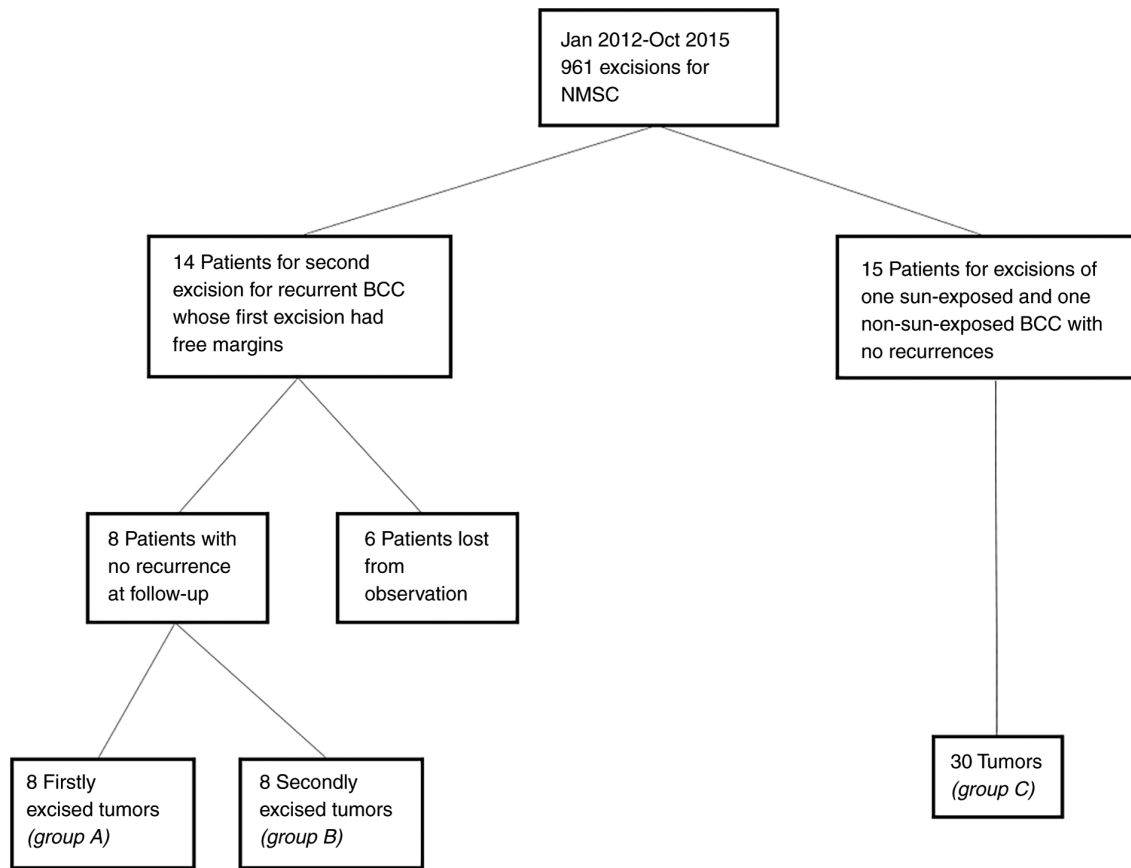 Jan 2012-Oct 2015
961 excisions for
NMSC
14 Patients for second
excision for recurrent BCC
whose first excision had
free margins
15 Patients for excisions of
one sun-exposed and one
non-sun-exposed BCC with
no recurrences
8 Patients with
no recurrence
at follow-up
6 Patients lost
from
observation
8 Firstly
excised tumors
(group A)
8 Secondly
excised tumors
(group B)
30 Tumors
(group C)